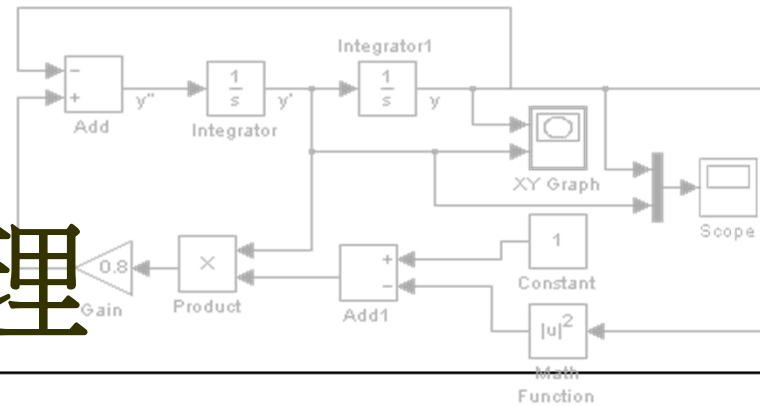 Integrator1
- 
+
Add
y''
1
s
Integrator
y'
1
s
y
XY Graph
Scope
理
0.8
Gain
×
Product
+
-
Add1
1
Constant
|u|²
Math
Function